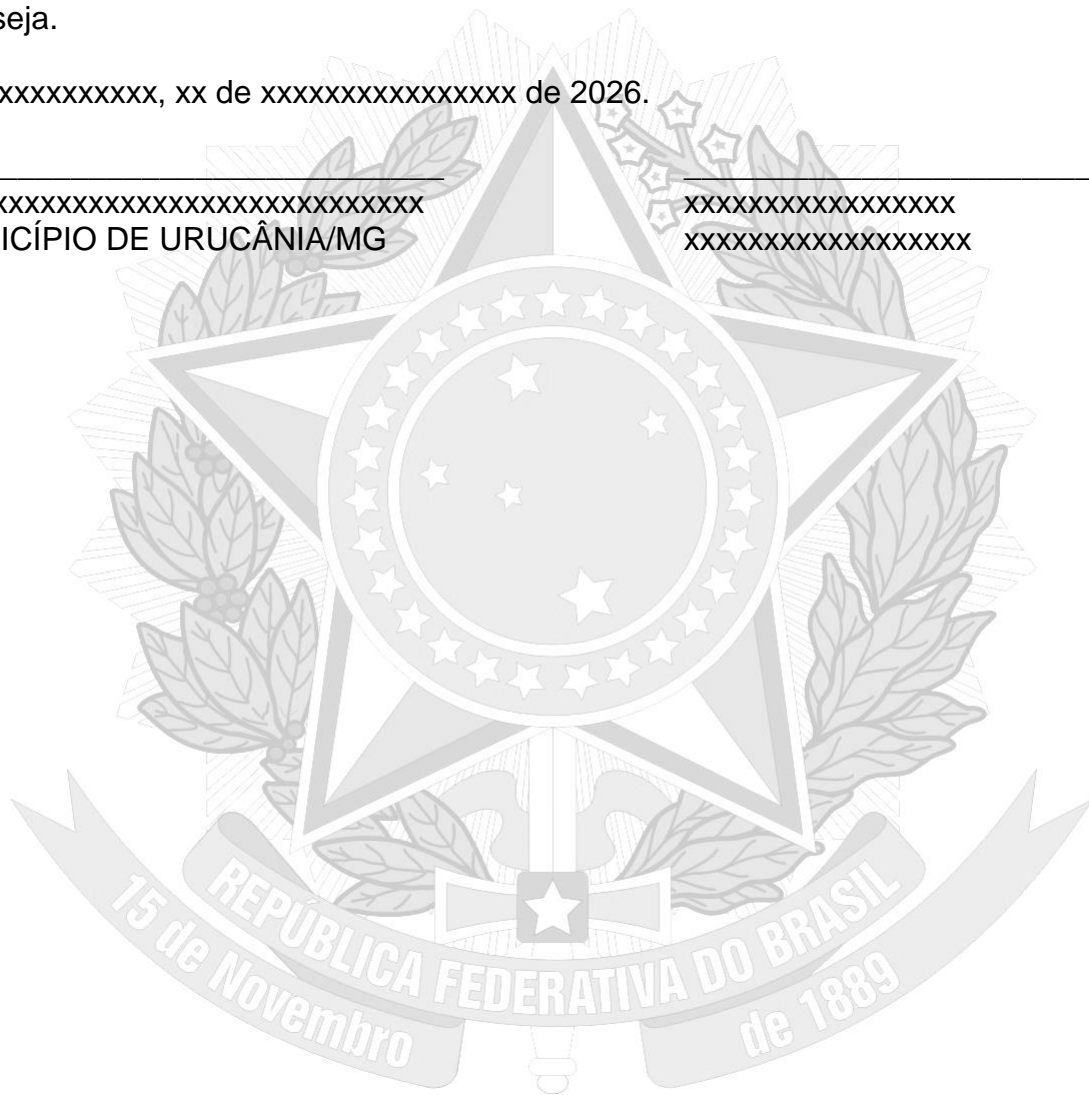 seja.
xxxxxxxxxx, xx de xxxxxxxxxxxxxxxx de 2026.
xxxxxxxxxxxxxxxxxxxxxxxxxxx xxxxxxxxxxxxxxxxx
ICÍPIO DE URUCÂNIA/MG xxxxxxxxxxxxxxxxxx
REPÚBLICA FEDERATIVA DO BRASIL
15 de Novembro de 1889